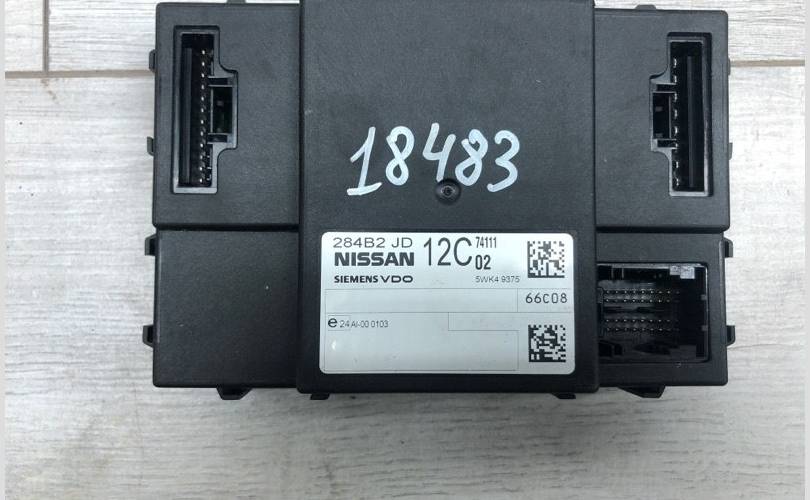 18483
284B2 JD 12C 74111
NISSAN 02
SIEMENS VDO 5WK4 9375
66C08
e 24 AI-00 0103